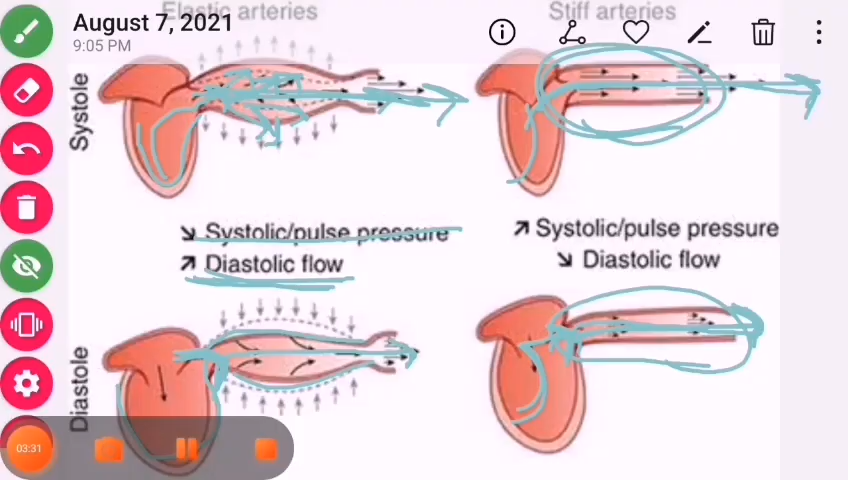 Elastic arteries
Stiff arteries
August 7, 2021
9:05 PM
Systole
↘ Systolic/pulse pressure
↗ Diastolic flow
↗ Systolic/pulse pressure
↘ Diastolic flow
Diastole
03:31